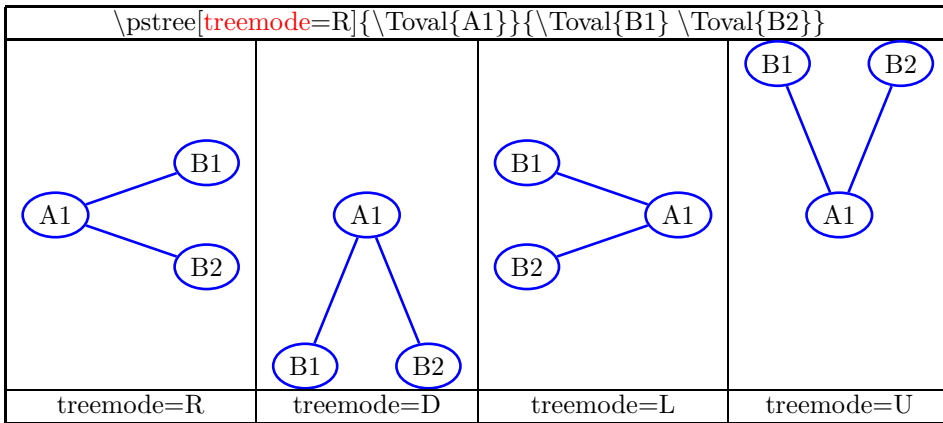 \pstree[treemode=R]{\Toval{A1}}{\Toval{B1} \Toval{B2}}
B1 B2
B1 B1
A1 A1 A1 A1
B2 B2
B1 B2
treemode=R treemode=D treemode=L treemode=U